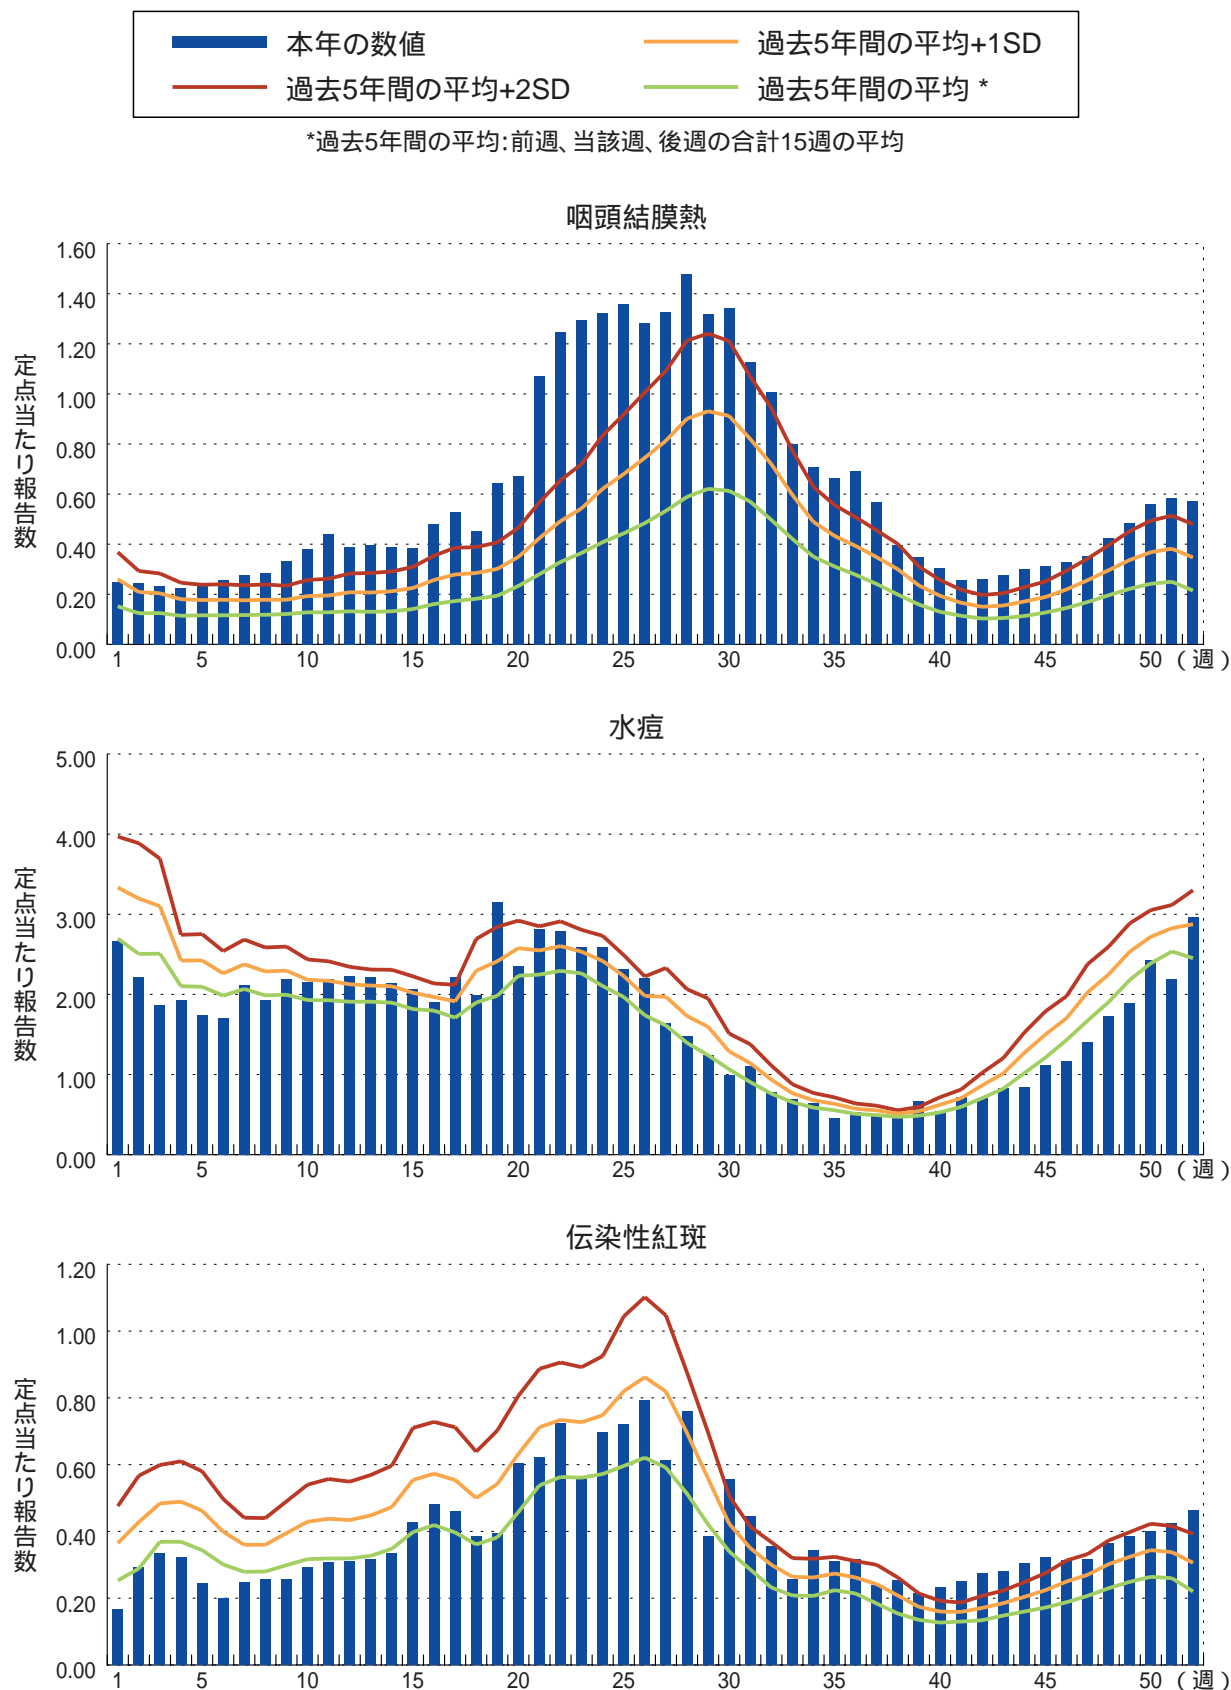 本年の数値
過去5年間の平均+1SD
過去5年間の平均+2SD
過去5年間の平均 *
*過去5年間の平均:前週、当該週、後週の合計15週の平均
咽頭結膜熱
定点当たり報告数
1.60
1.40
1.20
1.00
0.80
0.60
0.40
0.20
0.00
1 5 10 15 20 25 30 35 40 45 50 (週)
水痘
定点当たり報告数
5.00
4.00
3.00
2.00
1.00
0.00
1 5 10 15 20 25 30 35 40 45 50 (週)
伝染性紅斑
定点当たり報告数
1.20
1.00
0.80
0.60
0.40
0.20
0.00
1 5 10 15 20 25 30 35 40 45 50 (週)